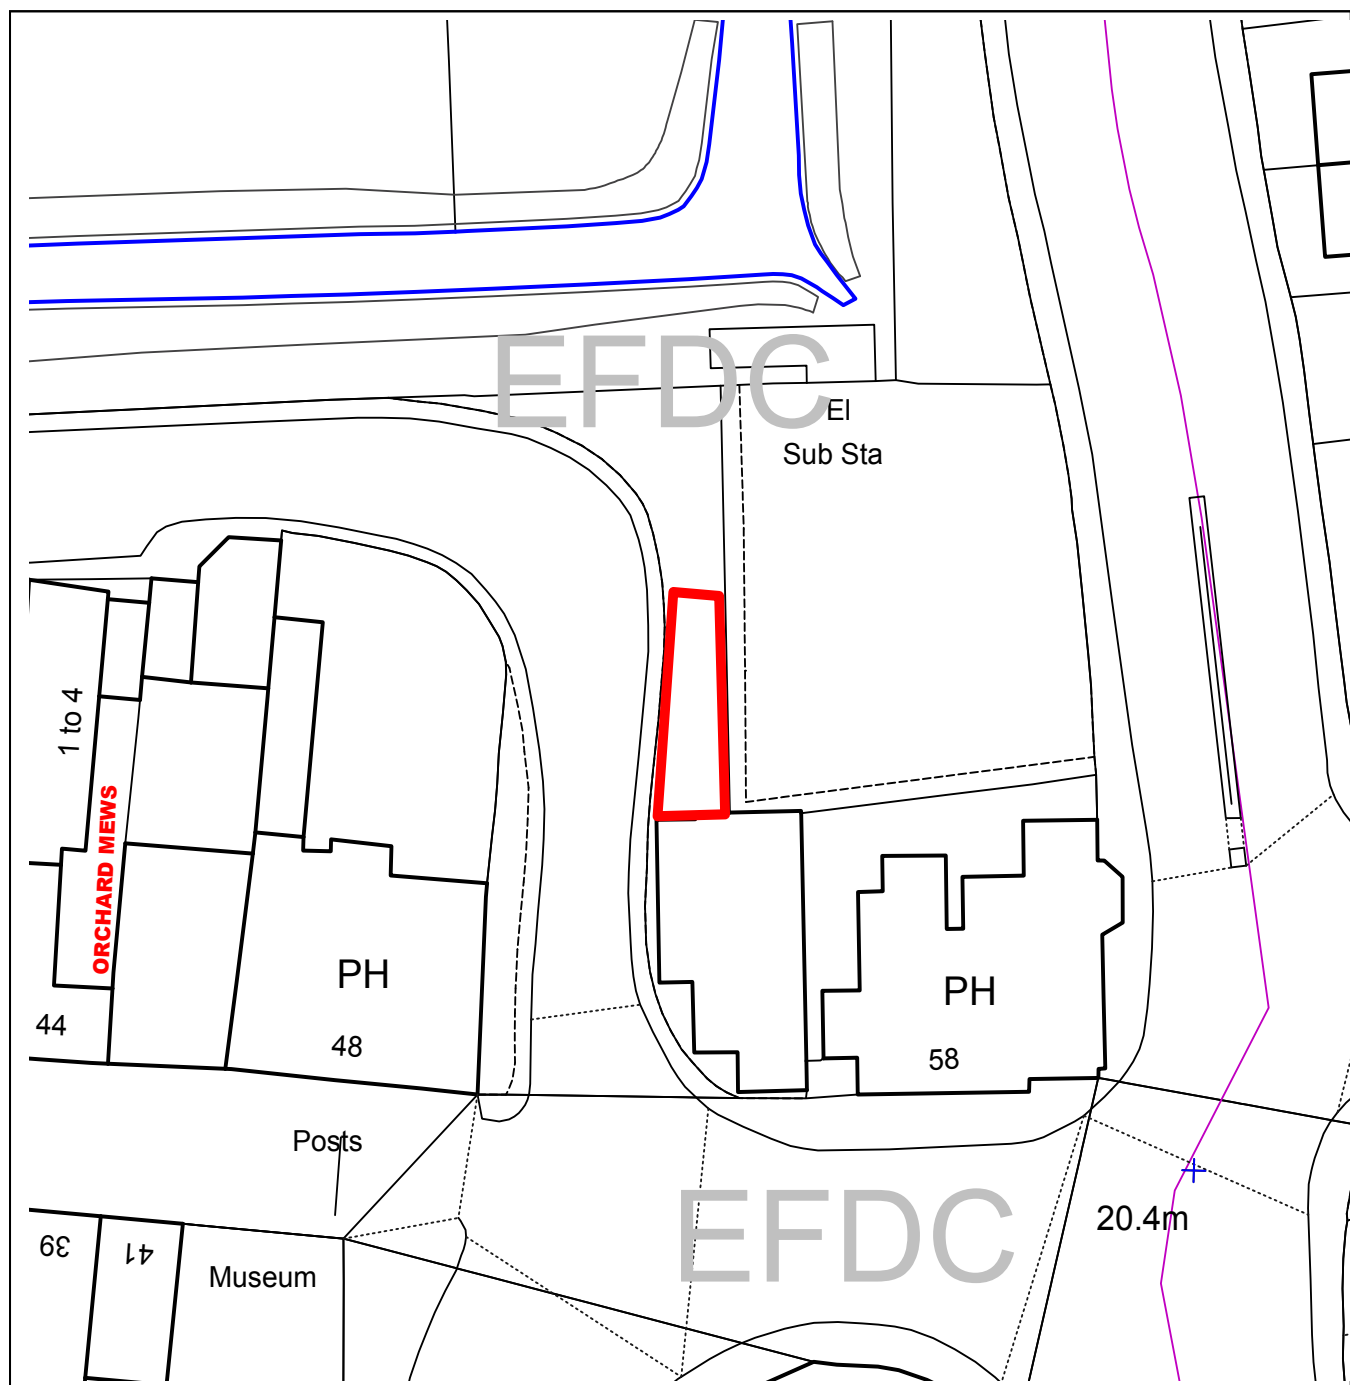 EFDC
El
Sub Sta
1 to 4
ORCHARD MEWS
PH
PH
44
48
58
Posts
EFDC
20.4m
39
41
Museum